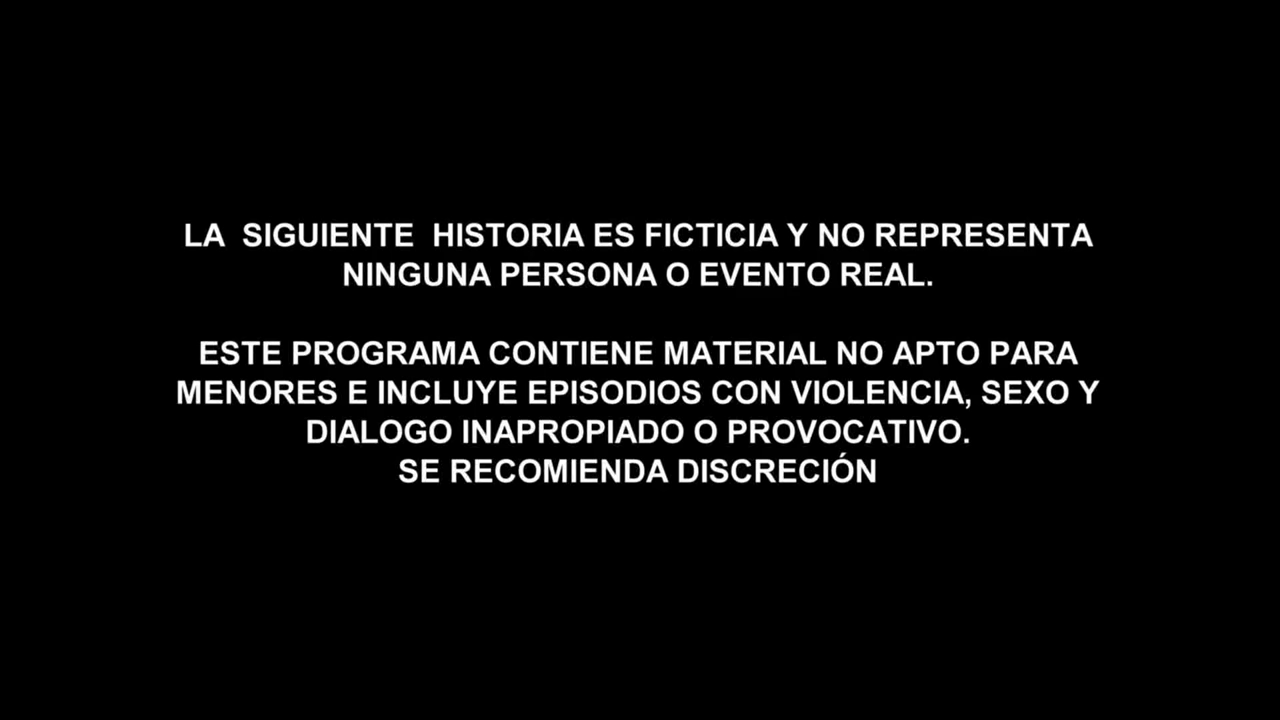 LA SIGUIENTE HISTORIA ES FICTICIA Y NO REPRESENTA
NINGUNA PERSONA O EVENTO REAL.
ESTE PROGRAMA CONTIENE MATERIAL NO APTO PARA
MENORES E INCLUYE EPISODIOS CON VIOLENCIA, SEXO Y
DIALOGO INAPROPIADO O PROVOCATIVO.
SE RECOMIENDA DISCRECIÓN